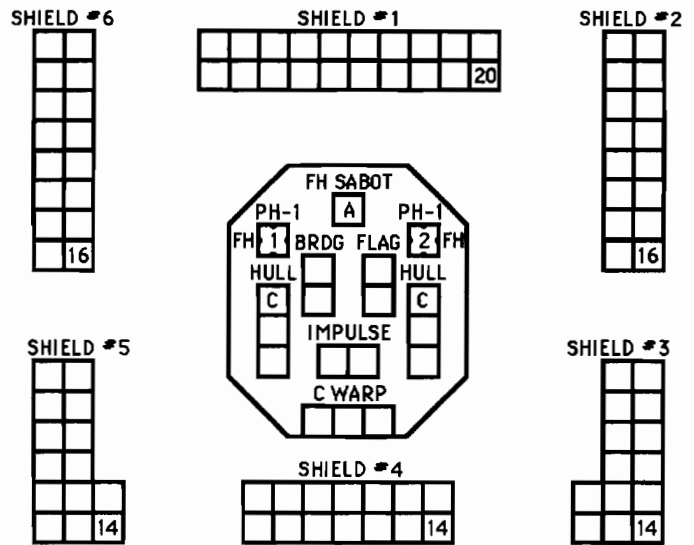 SHIELD #6 SHIELD #1 SHIELD #2
20
FH SABOT
A
PH-1 PH-1
FH 1 BRDG FLAG 2 FH
16 16
HULL HULL
C C
IMPULSE
SHIELD #5 SHIELD #3
C WARP
SHIELD #4
14 14 14